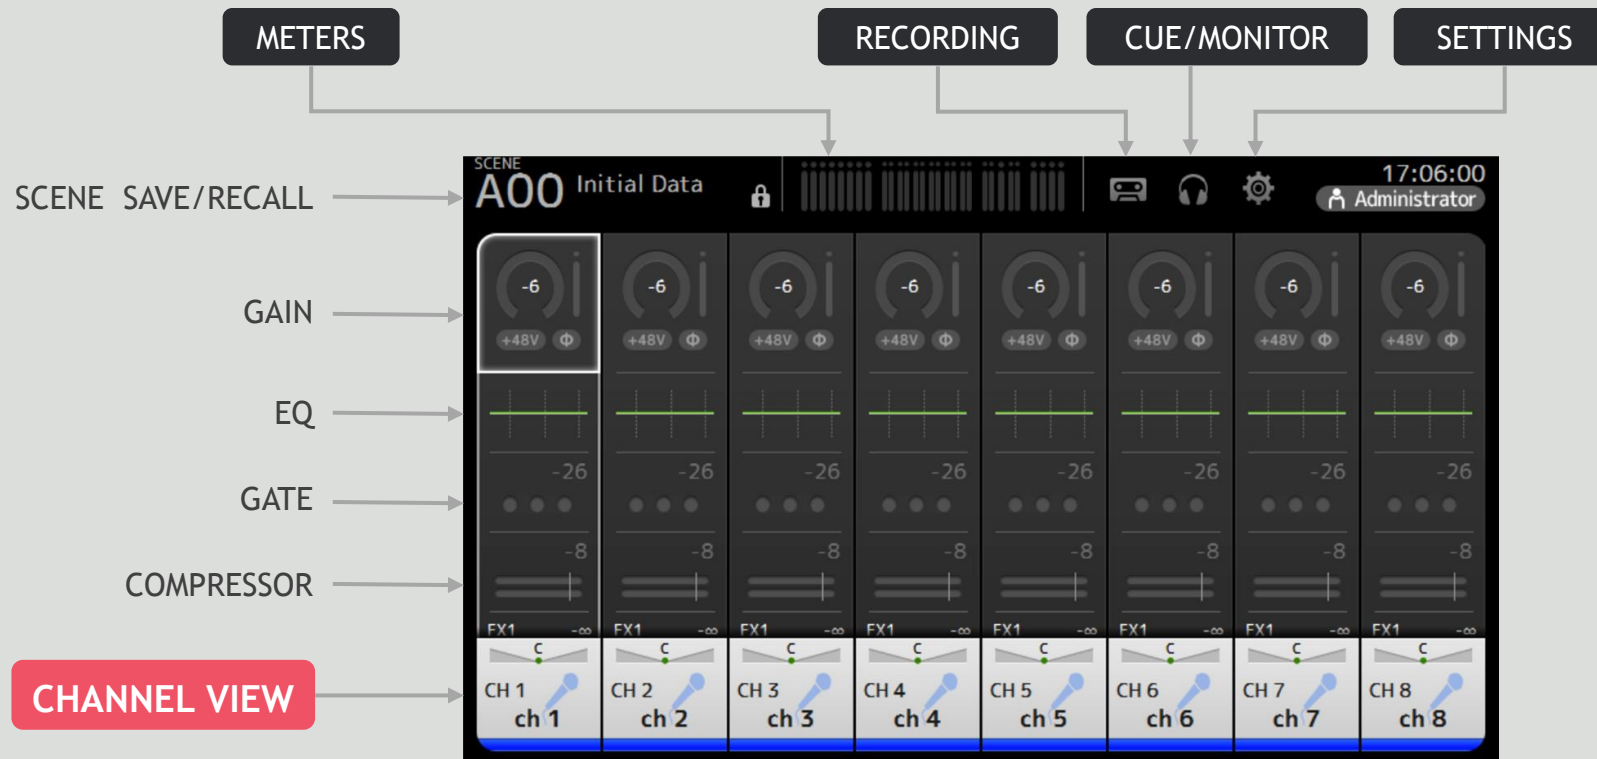 METERS
RECORDING
CUE/MONITOR
SETTINGS
SCENE SAVE/RECALL
GAIN
EQ
GATE
COMPRESSOR
CHANNEL VIEW
SCENE
A00 Initial Data
17:06:00
Administrator
-6 -6 -6 -6 -6 -6 -6 -6
+48V Φ +48V Φ +48V Φ +48V Φ +48V Φ +48V Φ +48V Φ +48V Φ
-26 -26 -26 -26 -26 -26 -26 -26
-8 -8 -8 -8 -8 -8 -8 -8
FX1 -∞ FX1 -∞ FX1 -∞ FX1 -∞ FX1 -∞ FX1 -∞ FX1 -∞ FX1 -∞
C C C C C C C C
CH 1 CH 2 CH 3 CH 4 CH 5 CH 6 CH 7 CH 8
ch 1 ch 2 ch 3 ch 4 ch 5 ch 6 ch 7 ch 8